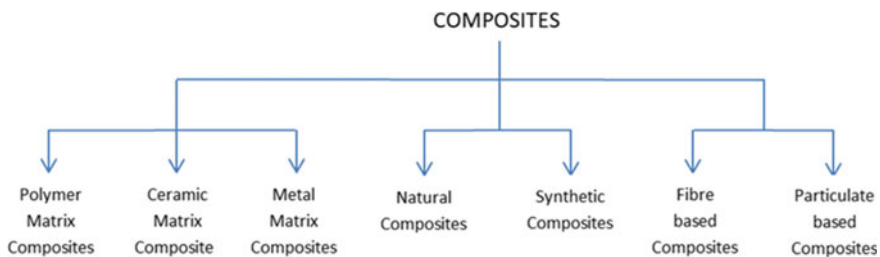 COMPOSITES
Polymer
Matrix
Composites
Ceramic
Matrix
Composite
Metal
Matrix
Composites
Natural
Composites
Synthetic
Composites
Fibre
based
Composites
Particulate
based
Composites